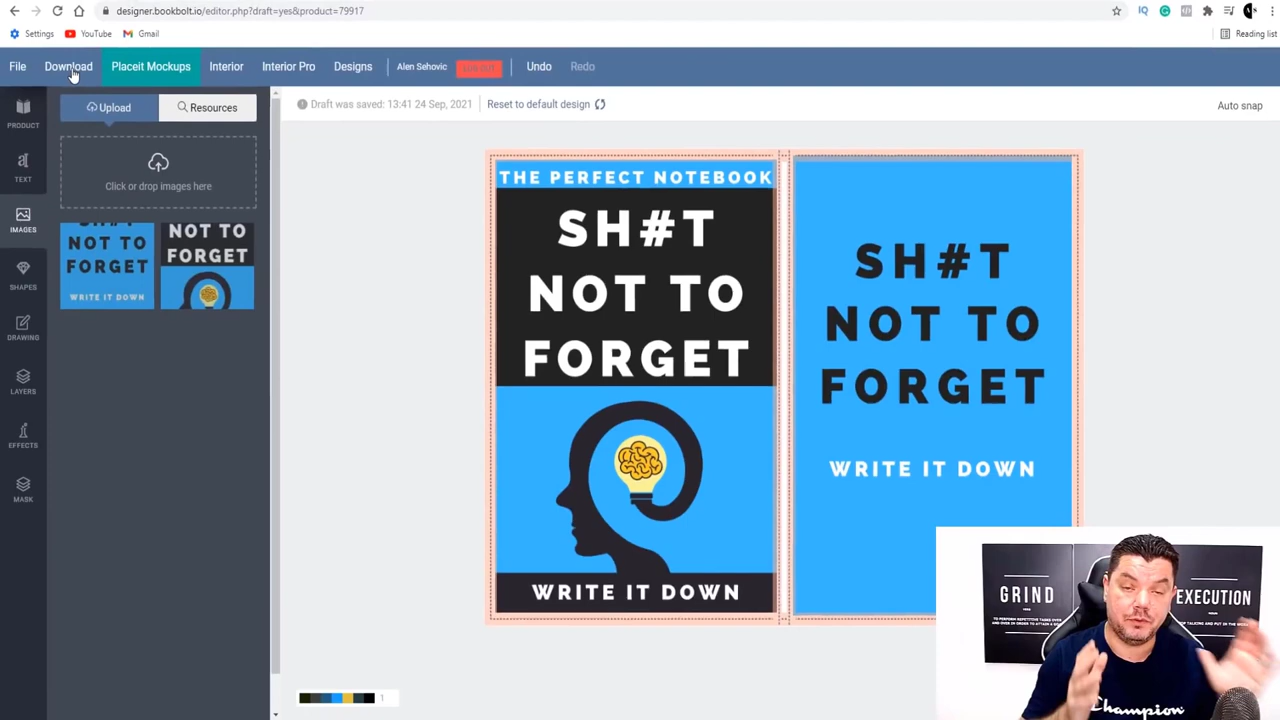 designer.bookbolt.io/editor.php?draft=yes&product=79917
Settings YouTube Gmail Reading list
File Download Placeit Mockups Interior Interior Pro Designs Alen Sehovic Undo Redo
Upload Resources
Draft was saved: 13:41 24 Sep, 2021 Reset to default design Auto snap
PRODUCT
TEXT
IMAGES
SHAPES
DRAWING
LAYERS
EFFECTS
MASK
Click or drop images here
NOT TO
FORGET
WRITE IT DOWN
NOT TO
FORGET
THE PERFECT NOTEBOOK
SH#T
NOT TO
FORGET
WRITE IT DOWN
SH#T
NOT TO
FORGET
WRITE IT DOWN
1
GRIND
EXECUTION
Champion